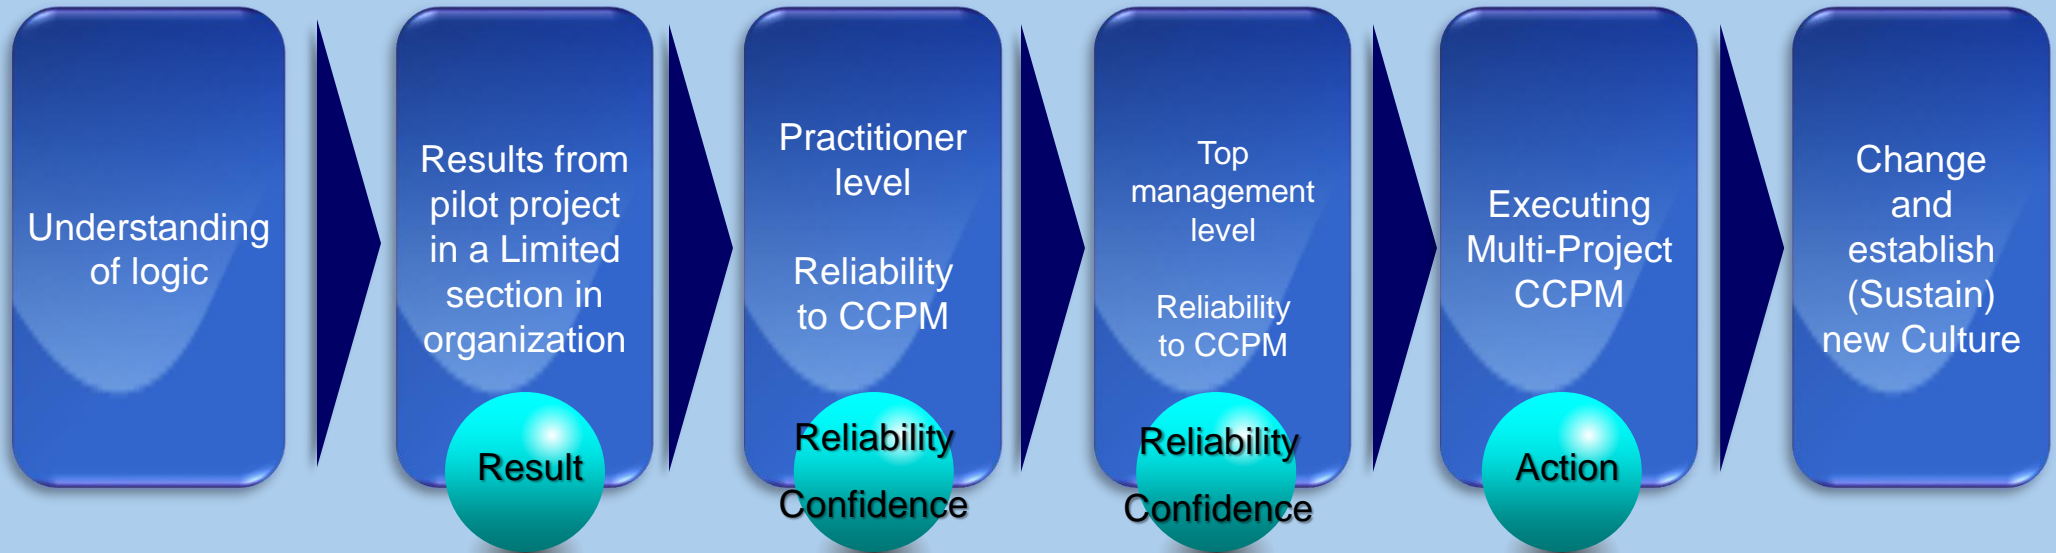 Understanding
of logic
Results from
pilot project
in a Limited
section in
organization
Result
Practitioner
level
Reliability
to CCPM
Reliability
Confidence
Top
management
level
Reliability
to CCPM
Reliability
Confidence
Executing
Multi-Project
CCPM
Action
Change
and
establish
(Sustain)
new Culture